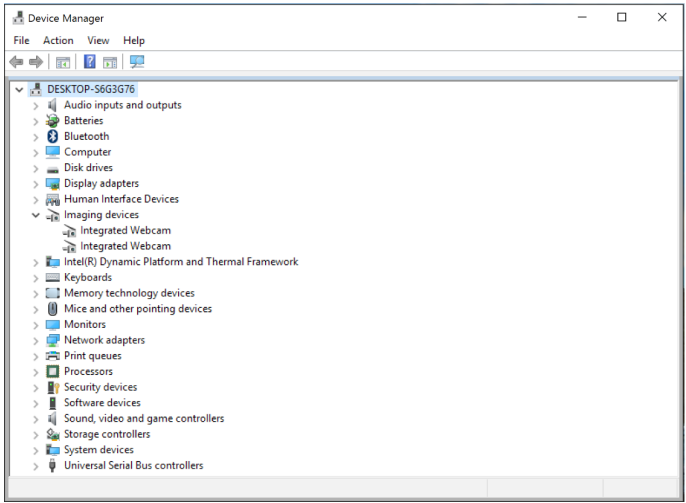 Device Manager
File Action View Help
DESKTOP-S6G3G76
Audio inputs and outputs
Batteries
Bluetooth
Computer
Disk drives
Display adapters
Human Interface Devices
Imaging devices
Integrated Webcam
Integrated Webcam
Intel(R) Dynamic Platform and Thermal Framework
Keyboards
Memory technology devices
Mice and other pointing devices
Monitors
Network adapters
Print queues
Processors
Security devices
Software devices
Sound, video and game controllers
Storage controllers
System devices
Universal Serial Bus controllers